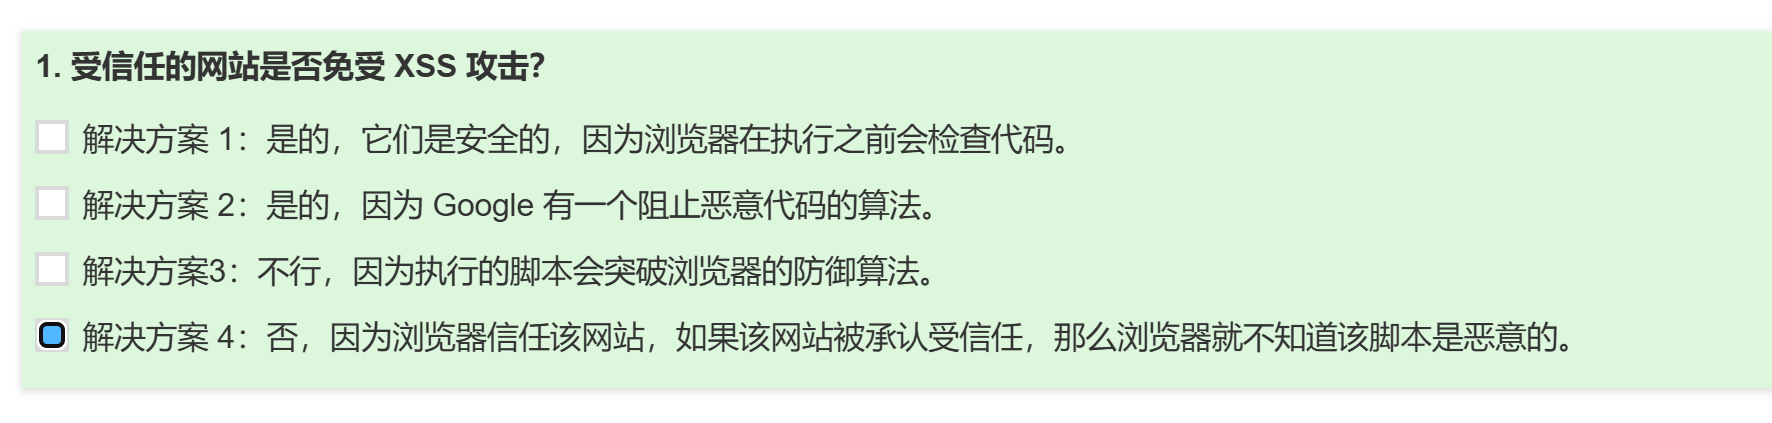 1. 受信任的网站是否免受 XSS 攻击？
解决方案 1：是的，它们是安全的，因为浏览器在执行之前会检查代码。
解决方案 2：是的，因为 Google 有一个阻止恶意代码的算法。
解决方案3：不行，因为执行的脚本会突破浏览器的防御算法。
解决方案 4：否，因为浏览器信任该网站，如果该网站被承认受信任，那么浏览器就不知道该脚本是恶意的。